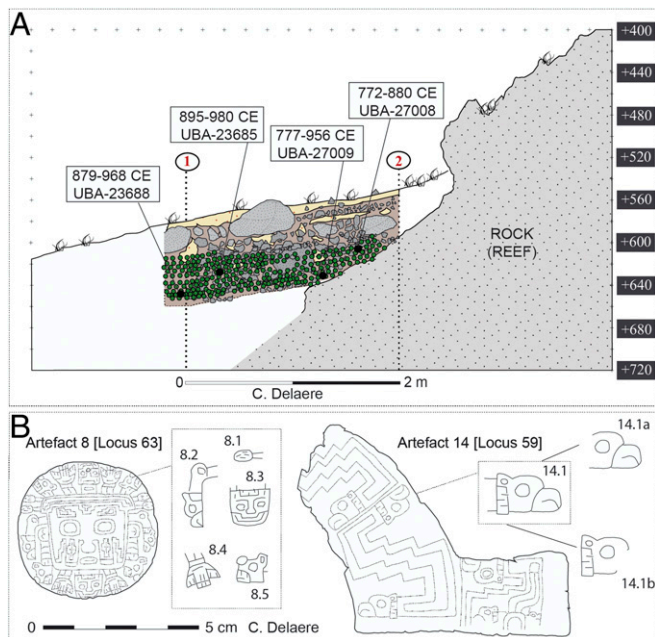 A
+400
+440
+480
+520
+560
+600
+640
+680
+720
772-880 CE
UBA-27008
895-980 CE
UBA-23685
777-956 CE
UBA-27009
879-968 CE
UBA-23688
1
2
ROCK
(REEF)
0
2 m
C. Delaere
B
Artefact 8 [Locus 63]
8.1
8.2
8.3
8.4
8.5
Artefact 14 [Locus 59]
14.1a
14.1
14.1b
0
5 cm
C. Delaere